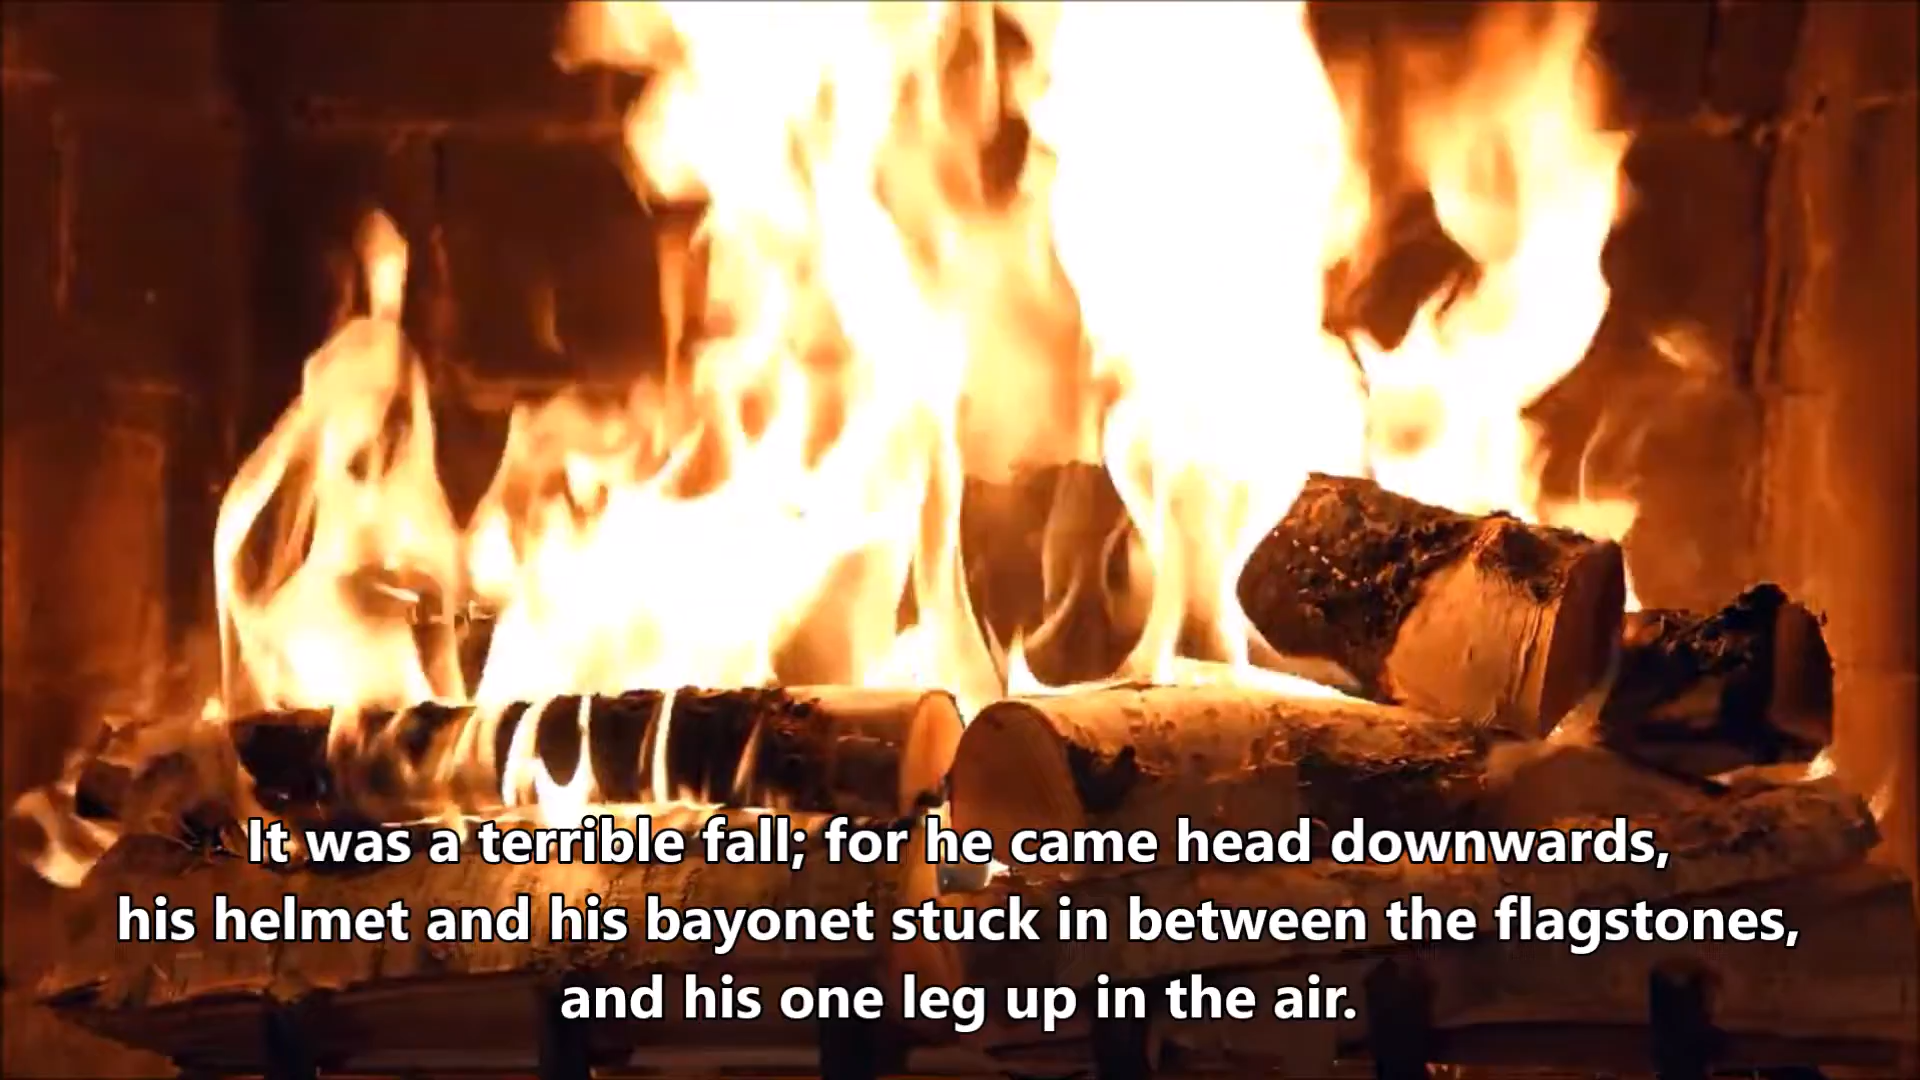 It was a terrible fall; for he came head downwards,
his helmet and his bayonet stuck in between the flagstones,
and his one leg up in the air.